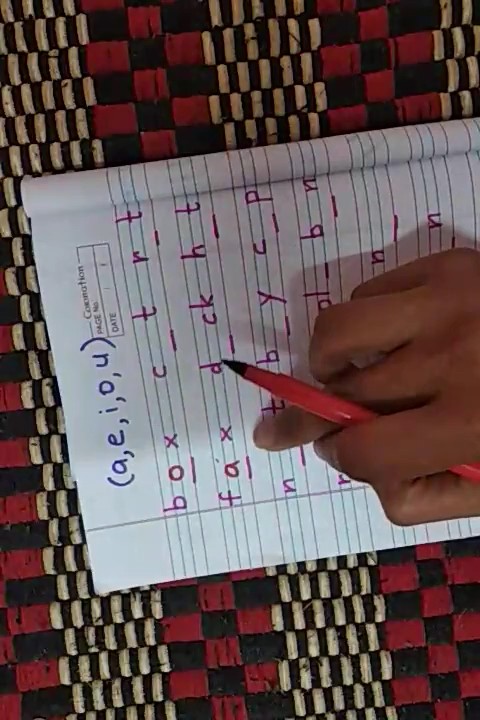 Coronation
PAGE No.
DATE
(a,e,i,o,u)
b o x c _ t r _ t
f a x d _ ck h _ t
n _ t b _ y c _ p
b _ n
n _
n